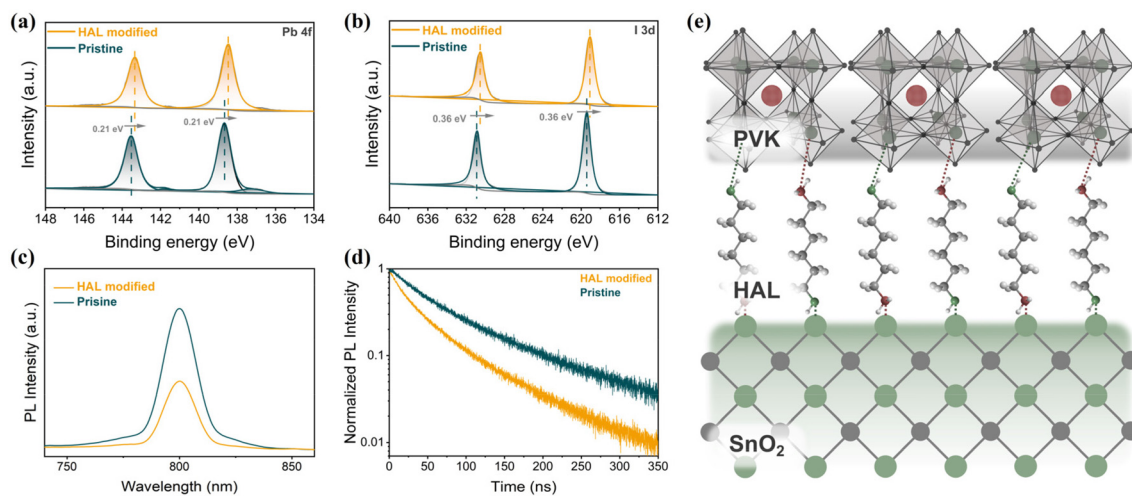 (a)
HAL modified
Pristine
Pb 4f
0.21 eV
0.21 eV
Intensity (a.u.)
148 146 144 142 140 138 136 134
Binding energy (eV)
(b)
HAL modified
Pristine
I 3d
0.36 eV
0.36 eV
Intensity (a.u.)
640 636 632 628 624 620 616 612
Binding energy (eV)
(c)
HAL modified
Prisine
PL Intensity (a.u.)
750 800 850
Wavelength (nm)
(d)
HAL modified
Pristine
Normalized PL Intensity
1
0.1
0.01
0 50 100 150 200 250 300 350
Time (ns)
(e)
PVK
HAL
SnO₂